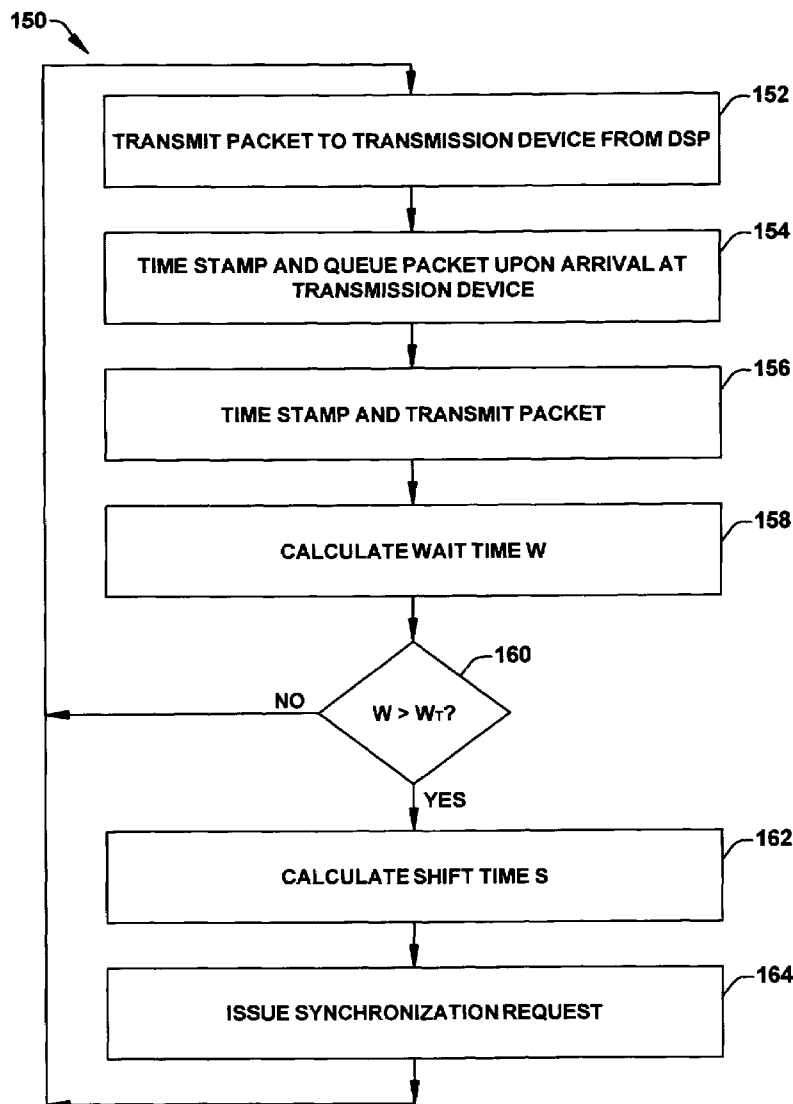 150
152
TRANSMIT PACKET TO TRANSMISSION DEVICE FROM DSP
154
TIME STAMP AND QUEUE PACKET UPON ARRIVAL AT
TRANSMISSION DEVICE
156
TIME STAMP AND TRANSMIT PACKET
158
CALCULATE WAIT TIME W
160
NO
W > WT?
YES
162
CALCULATE SHIFT TIME S
164
ISSUE SYNCHRONIZATION REQUEST